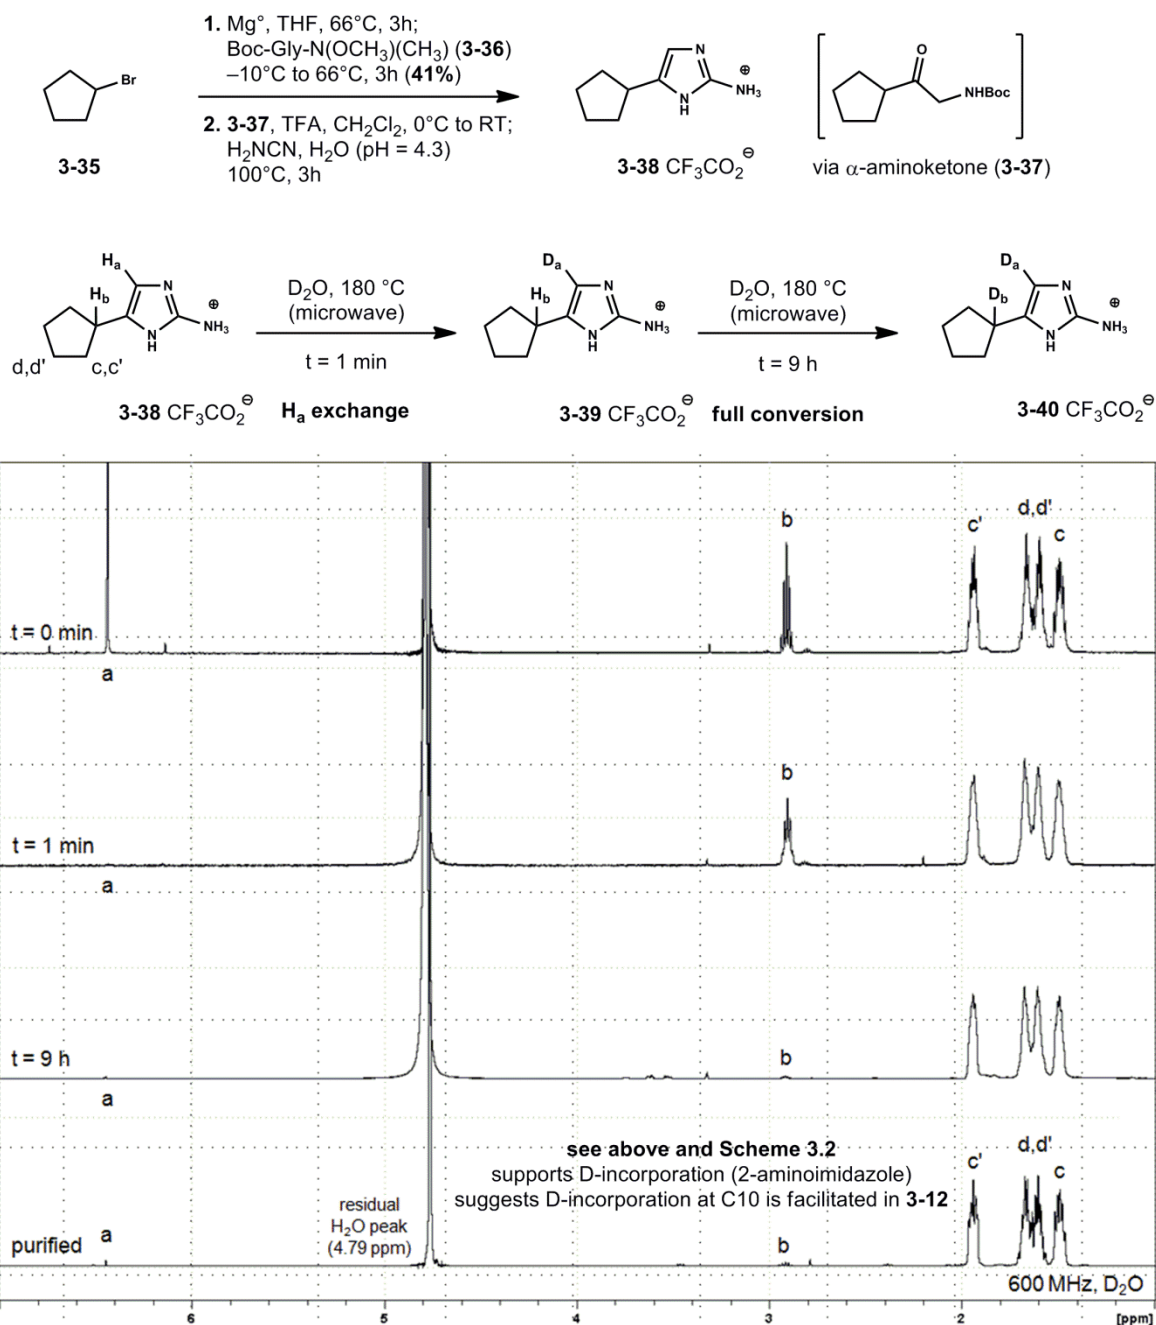 1. Mg°, THF, 66°C, 3h;
Boc-Gly-N(OCH3)(CH3) (3-36)
–10°C to 66°C, 3h (41%)
2. 3-37, TFA, CH2Cl2, 0°C to RT;
H2NCN, H2O (pH = 4.3)
100°C, 3h
Br
3-35
N
N
H
NH3
⊕
3-38 CF3CO2 ⊖
O
NHBoc
via α-aminoketone (3-37)
Ha
Hb
N
N
H
NH3
⊕
d,d' c,c'
3-38 CF3CO2 ⊖
D2O, 180 °C
(microwave)
t = 1 min
Ha exchange
Da
Hb
N
N
H
NH3
⊕
3-39 CF3CO2 ⊖
D2O, 180 °C
(microwave)
t = 9 h
full conversion
Da
Db
N
N
H
NH3
⊕
3-40 CF3CO2 ⊖
t = 0 min
a
b
c'
d,d'
c
t = 1 min
a
b
t = 9 h
a
b
see above and Scheme 3.2
supports D-incorporation (2-aminoimidazole)
suggests D-incorporation at C10 is facilitated in 3-12
residual
H2O peak
(4.79 ppm)
purified
a
b
c'
d,d'
c
600 MHz, D2O
6 5 4 3 2 [ppm]